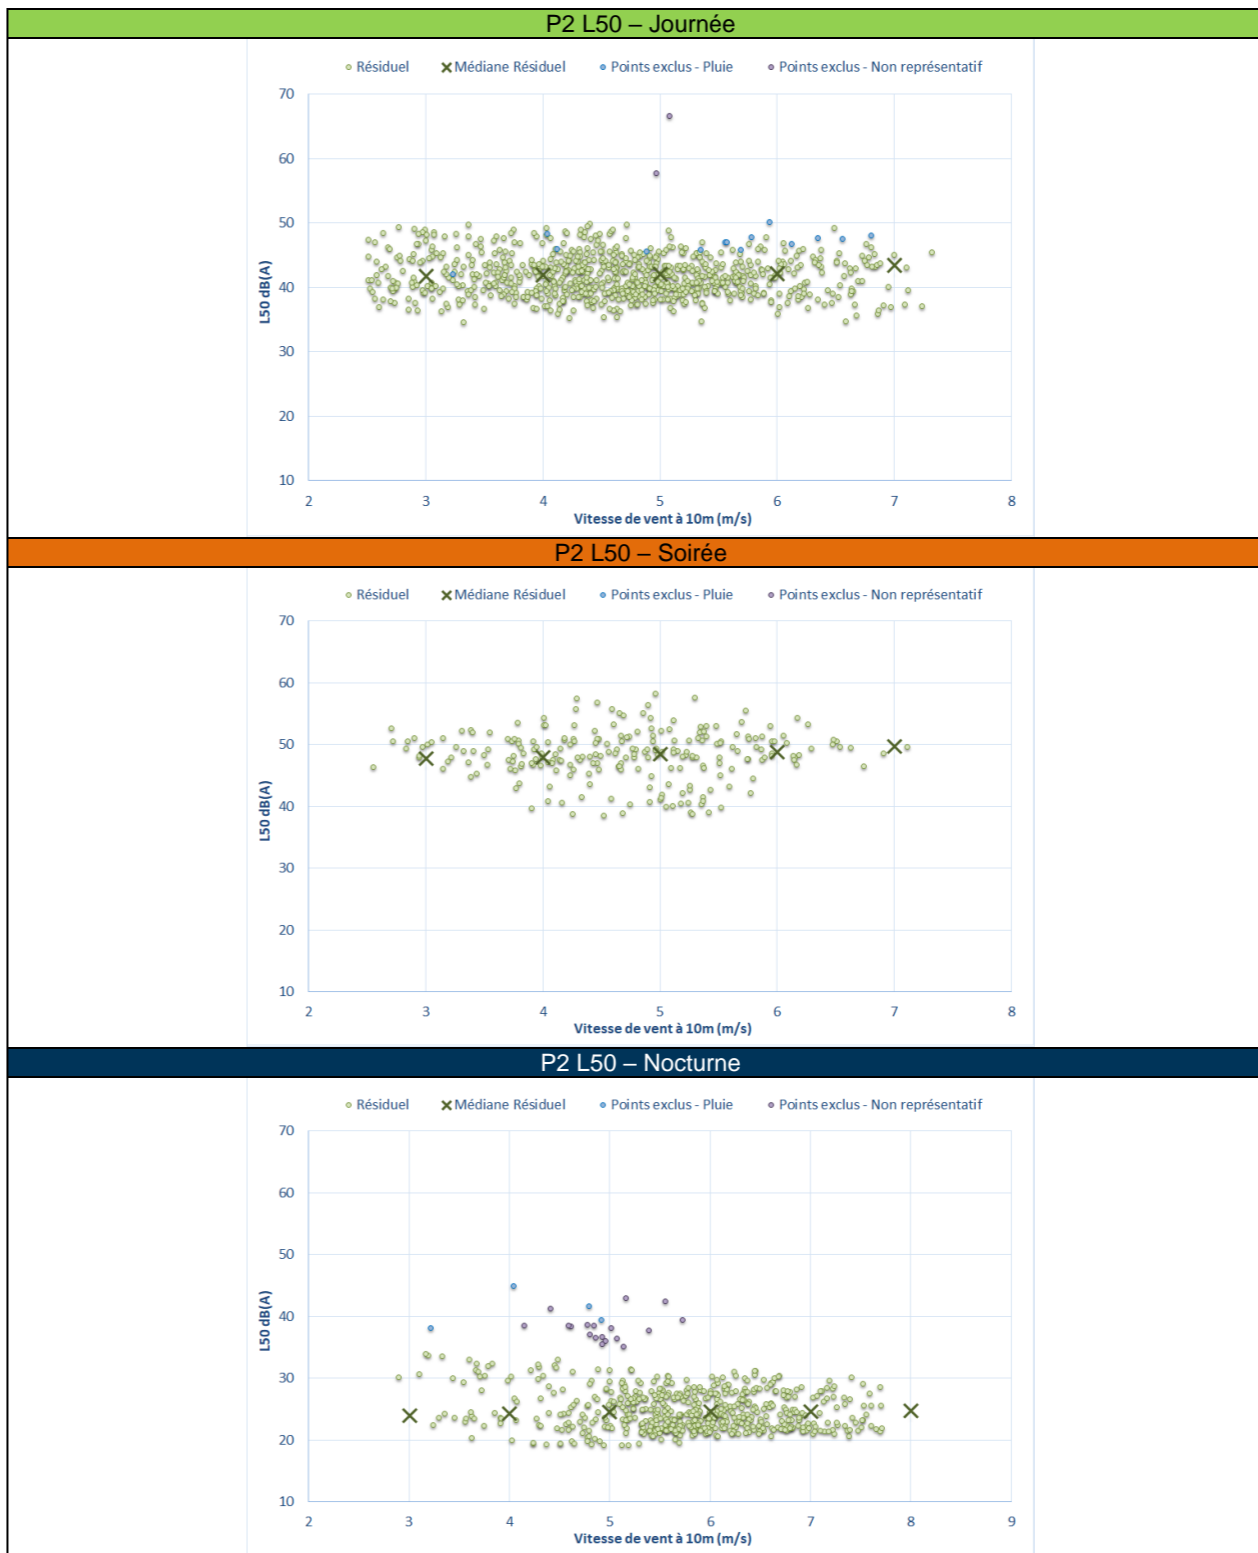 P2 L50 – Journée
Résiduel Médiane Résiduel Points exclus - Pluie Points exclus - Non représentatif
70
60
50
40
30
20
10
L50 dB(A)
2 3 4 5 6 7 8
Vitesse de vent à 10m (m/s)
P2 L50 – Soirée
Résiduel Médiane Résiduel Points exclus - Pluie Points exclus - Non représentatif
70
60
50
40
30
20
10
L50 dB(A)
2 3 4 5 6 7 8
Vitesse de vent à 10m (m/s)
P2 L50 – Nocturne
Résiduel Médiane Résiduel Points exclus - Pluie Points exclus - Non représentatif
70
60
50
40
30
20
10
L50 dB(A)
2 3 4 5 6 7 8 9
Vitesse de vent à 10m (m/s)